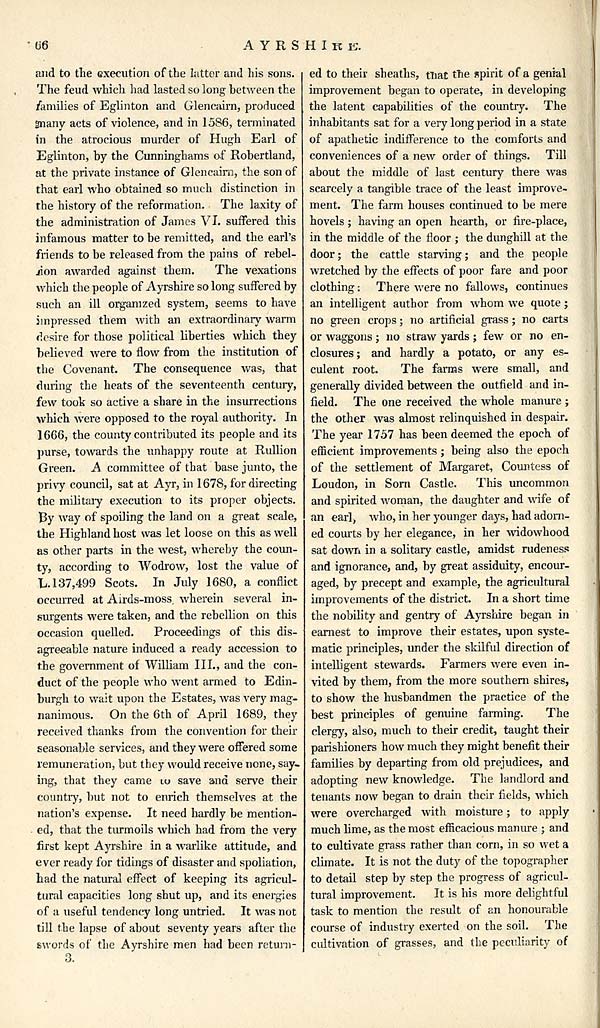 66
AYRSHIRE.
and to the execution of the latter and his sons.
The feud which had lasted so long between the
families of Eglinton and Glencairn, produced
many acts of violence, and in 1586, terminated
in the atrocious murder of Hugh Earl of
Eglinton, by the Cunninghams of Robertland,
at the private instance of Glencairn, the son of
that earl who obtained so much distinction in
the history of the reformation. The laxity of
the administration of James VI. suffered this
infamous matter to be remitted, and the earl's
friends to be released from the pains of rebel-
lion awarded against them. The vexations
which the people of Ayrshire so long suffered by
such an ill organized system, seems to have
impressed them with an extraordinary warm
desire for those political liberties which they
believed were to flow from the institution of
the Covenant. The consequence was, that
during the heats of the seventeenth century,
few took so active a share in the insurrections
which were opposed to the royal authority. In
1666, the county contributed its people and its
purse, towards the unhappy route at Rullion
Green. A committee of that base junto, the
privy council, sat at Ayr, in 1678, for directing
the military execution to its proper objects.
By way of spoiling the land on a great scale,
the Highland host was let loose on this as well
as other parts in the west, whereby the coun-
ty, according to Wodrow, lost the value of
L.137,499 Scots. In July 1680, a conflict
occurred at Airds-moss, wherein several in-
surgents were taken, and the rebellion on this
occasion quelled. Proceedings of this dis-
agreeable nature induced a ready accession to
the government of William III., and the con-
duct of the people who went armed to Edin-
burgh to wait upon the Estates, was very mag-
nanimous. On the 6th of April 1689, they
received thanks from the convention for their
seasonable services, and they were offered some
remuneration, but they would receive none, say-
ing, that they came to save and serve their
country, but not to enrich themselves at the
nation's expense. It need hardly be mention-
ed, that the turmoils which had from the very
first kept Ayrshire in a warlike attitude, and
ever ready for tidings of disaster and spoliation,
had the natural effect of keeping its agricul-
tural capacities long shut up, and its energies
of a useful tendency long untried. It was not
till the lapse of about seventy years after the
swords of the Ayrshire men had been return-
3.
ed to their sheaths, that the spirit of a genial
improvement began to operate, in developing
the latent capabilities of the country. The
inhabitants sat for a very long period in a state
of apathetic indifference to the comforts and
conveniences of a new order of things. Till
about the middle of last century there was
scarcely a tangible trace of the least improve-
ment. The farm houses continued to be mere
hovels; having an open hearth, or fire-place,
in the middle of the floor; the dunghill at the
door; the cattle starving; and the people
wretched by the effects of poor fare and poor
clothing: There were no fallows, continues
an intelligent author from whom we quote;
no green crops; no artificial grass; no carts
or waggons; no straw yards; few or no en-
closures; and hardly a potato, or any es-
culent root. The farms were small, and
generally divided between the outfield and in-
field. The one received the whole manure;
the other was almost relinquished in despair.
The year 1757 has been deemed the epoch of
efficient improvements; being also the epoch
of the settlement of Margaret, Countess of
Loudon, in Sorn Castle. This uncommon
and spirited woman, the daughter and wife of
an earl, who, in her younger days, had adorn-
ed courts by her elegance, in her widowhood
sat down in a solitary castle, amidst rudeness
and ignorance, and, by great assiduity, encour-
aged, by precept and example, the agricultural
improvements of the district. In a short time
the nobility and gentry of Ayrshire began in
earnest to improve their estates, upon syste-
matic principles, under the skilful direction of
intelligent stewards. Farmers were even in-
vited by them, from the more southern shires,
to show the husbandmen the practice of the
best principles of genuine farming. The
clergy, also, much to their credit, taught their
parishioners how much they might benefit their
families by departing from old prejudices, and
adopting new knowledge. The landlord and
tenants now began to drain their fields, which
were overcharged with moisture; to apply
much lime, as the most efficacious manure; and
to cultivate grass rather than corn, in so wet a
climate. It is not the duty of the topographer
to detail step by step the progress of agricul-
tural improvement. It is his more delightful
task to mention the result of an honourable
course of industry exerted on the soil. The
cultivation of grasses, and the peculiarity of